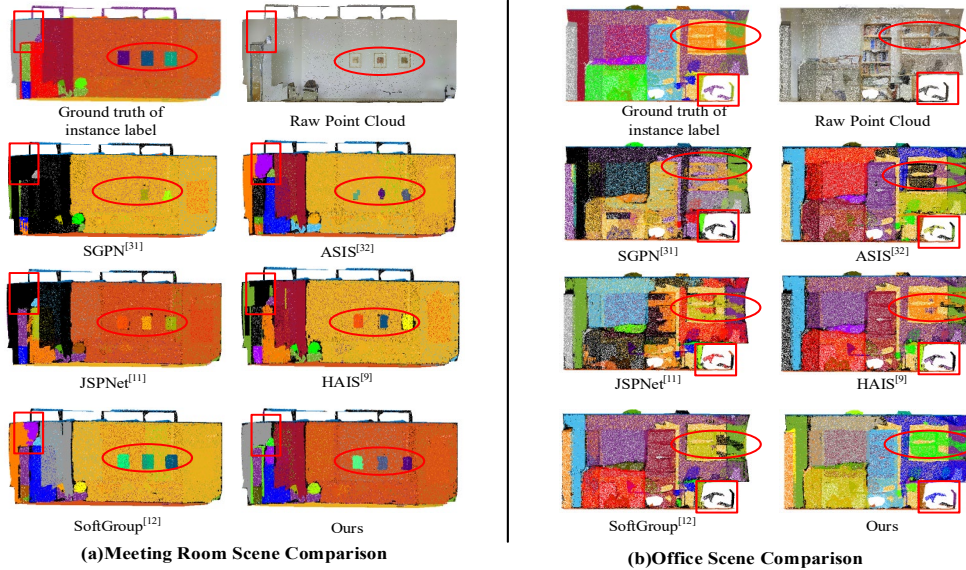 Ground truth of
instance label
Raw Point Cloud
SGPN[31]
ASIS[32]
JSPNet[11]
HAIS[9]
SoftGroup[12]
Ours
(a)Meeting Room Scene Comparison
Ground truth of
instance label
Raw Point Cloud
SGPN[31]
ASIS[32]
JSPNet[11]
HAIS[9]
SoftGroup[12]
Ours
(b)Office Scene Comparison